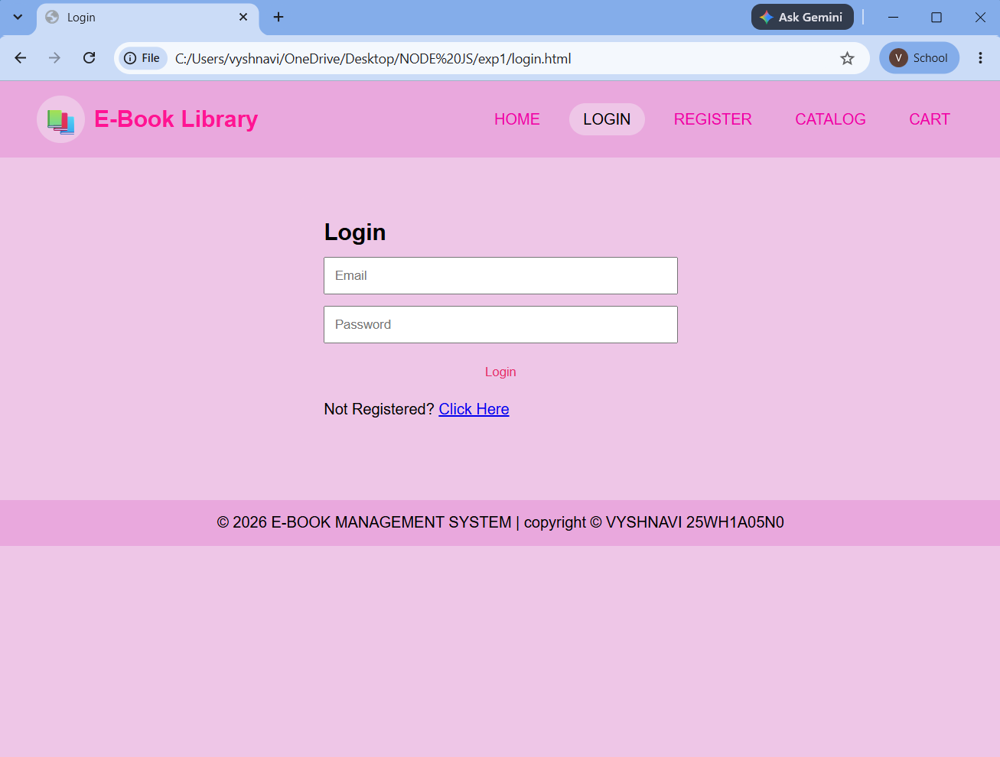 Login
Ask Gemini
File C:/Users/vyshnavi/OneDrive/Desktop/NODE%20JS/exp1/login.html V School
E-Book Library HOME LOGIN REGISTER CATALOG CART
Login
Email
Password
Login
Not Registered? Click Here
© 2026 E-BOOK MANAGEMENT SYSTEM | copyright © VYSHNAVI 25WH1A05N0